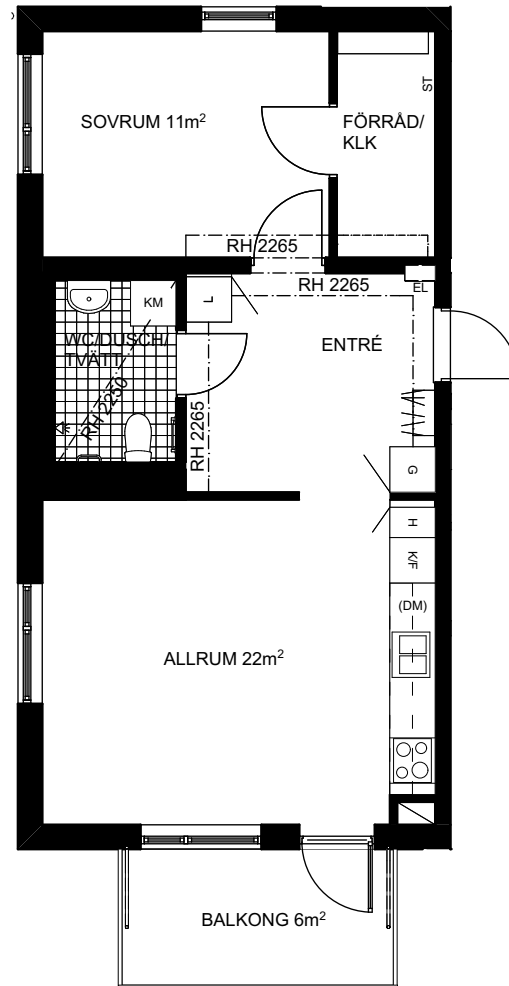 SOVRUM 11m²
FÖRRÅD/
KLK
ST
RH 2265
RH 2265
EL
L
KM
WC/DUSCH/
TVÄTT
RH 2250
RH 2265
ENTRÉ
G
H
K/F
(DM)
ALLRUM 22m²
BALKONG 6m²